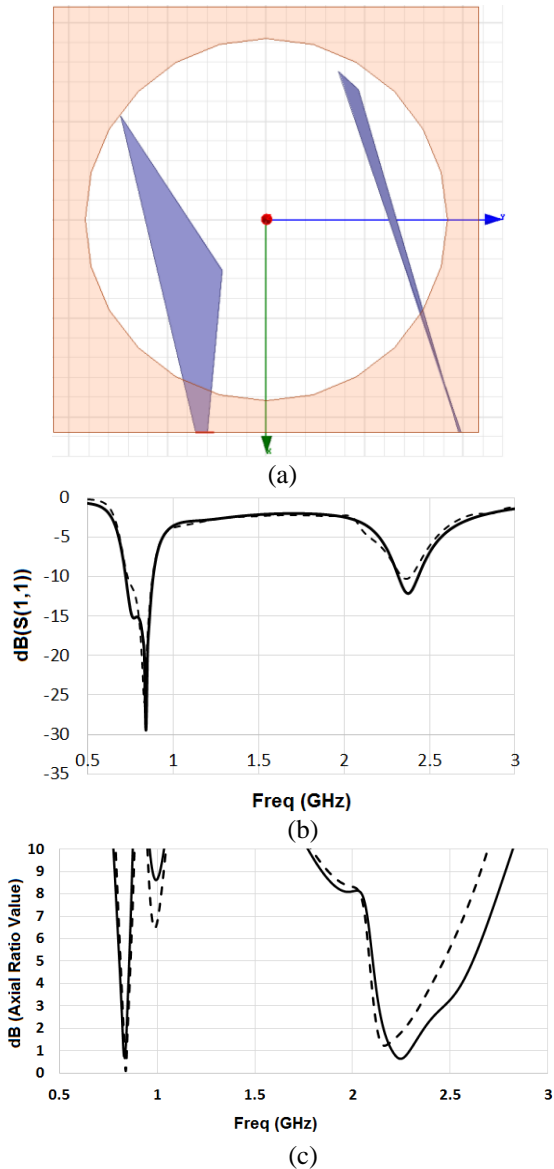 Y
X
(a)
0
-5
-10
-15
-20
-25
-30
-35
dB(S(1,1))
0.5 1 1.5 2 2.5 3
Freq (GHz)
(b)
10
9
8
7
6
5
4
3
2
1
0
dB (Axial Ratio Value)
0.5 1 1.5 2 2.5 3
Freq (GHz)
(c)